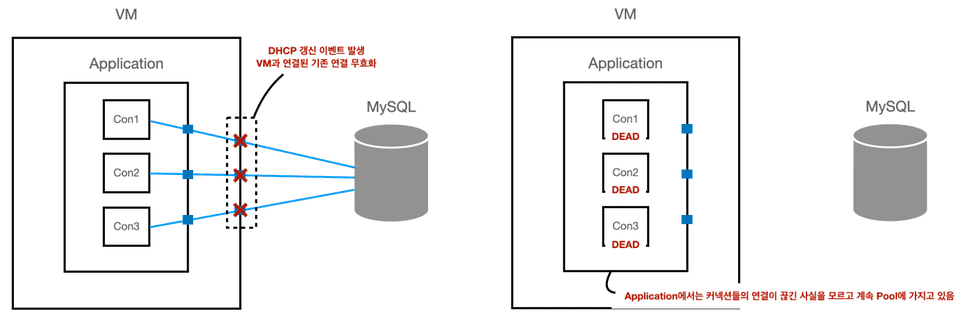 VM
Application
Con1
Con2
Con3
DHCP 갱신 이벤트 발생
VM과 연결된 기존 연결 무효화
MySQL
VM
Application
Con1
DEAD
Con2
DEAD
Con3
DEAD
MySQL
Application에서는 커넥션들의 연결이 끊긴 사실을 모르고 계속 Pool에 가지고 있음